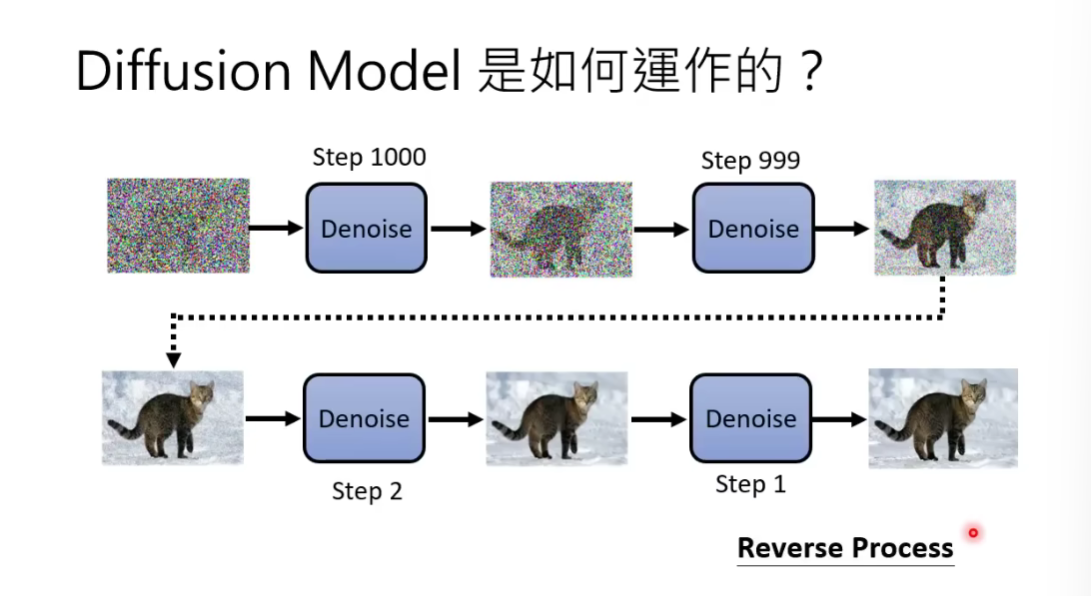 Diffusion Model 是如何運作的？
Step 1000
Step 999
Denoise
Denoise
Denoise
Denoise
Step 2
Step 1
Reverse Process